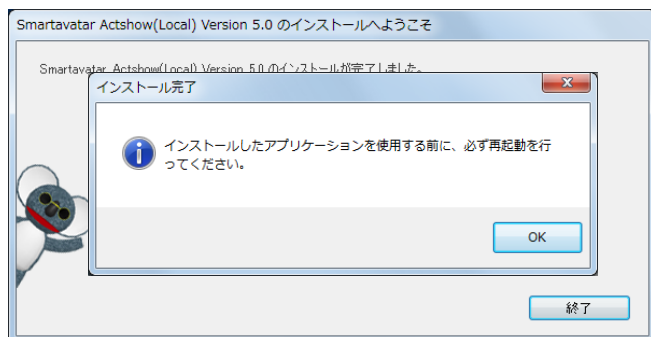 Smartavatar Actshow(Local) Version 5.0 のインストールへようこそ
Smartavatar Actshow(Local) Version 5.0 のインストールが完了しました。
インストール完了
インストールしたアプリケーションを使用する前に、必ず再起動を行
ってください。
OK
終了